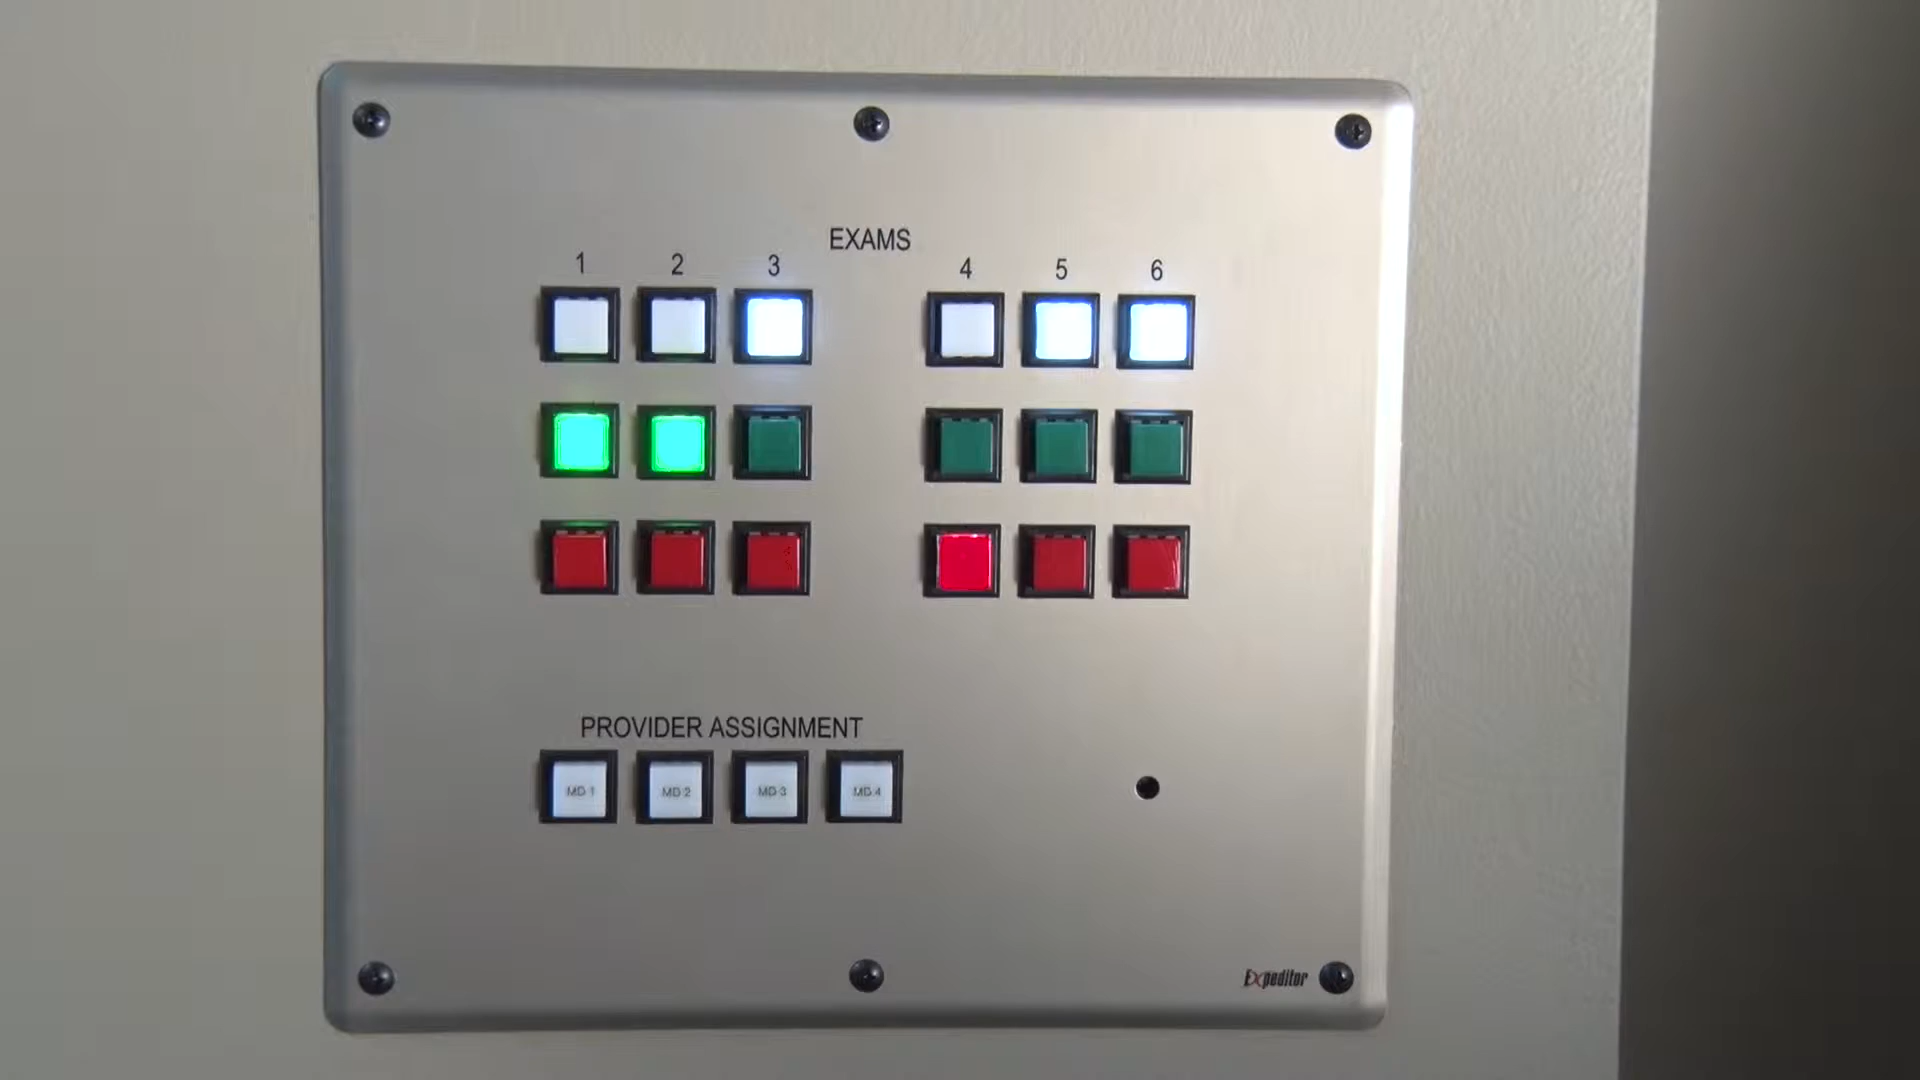 EXAMS
1 2 3 4 5 6
PROVIDER ASSIGNMENT
MD 1 MD 2 MD 3 MD 4
Expeditor